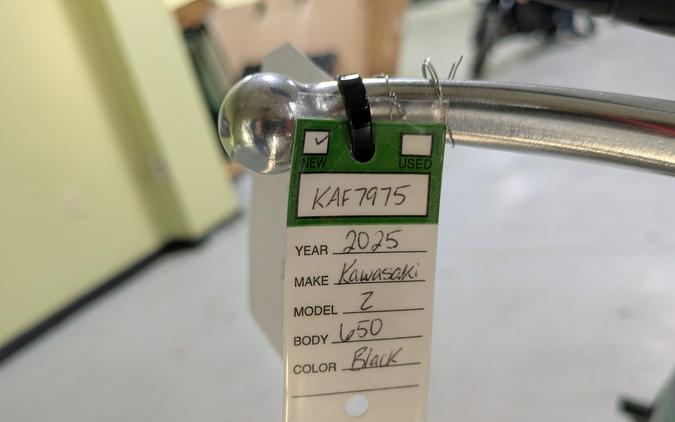 NEW USED
KAF7975
YEAR 2025
MAKE Kawasaki
MODEL Z
BODY 650
COLOR Black